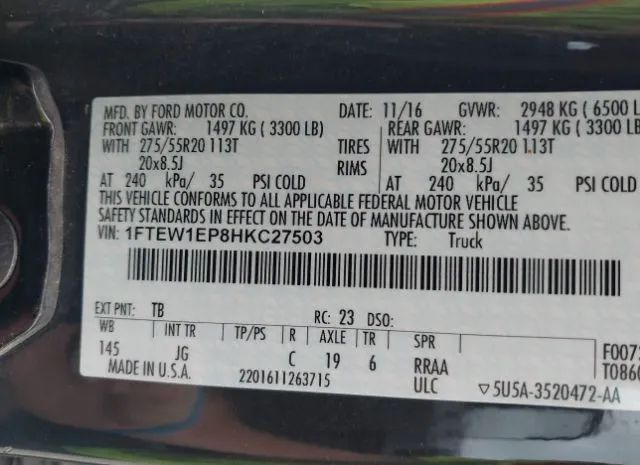 MFD. BY FORD MOTOR CO. DATE: 11/16 GVWR: 2948 KG ( 6500 L
FRONT GAWR: 1497 KG ( 3300 LB) REAR GAWR: 1497 KG ( 3300 L
WITH 275/55R20 113T TIRES WITH 275/55R20 113T
20x8.5J RIMS 20x8.5J
AT 240 kPa/ 35 PSI COLD AT 240 kPa/ 35 PSI COLD
THIS VEHICLE CONFORMS TO ALL APPLICABLE FEDERAL MOTOR VEHICLE
SAFETY STANDARDS IN EFFECT ON THE DATE OF MANUFACTURE SHOWN ABOVE.
VIN: 1FTEW1EP8HKC27503 TYPE: Truck
EXT PNT: TB RC: 23 DSO:
WB INT TR TP/PS R AXLE TR SPR
145 JG C 19 6 RRAA F007
MADE IN U.S.A. 2201611263715 ULC T086
▽5U5A-3520472-AA